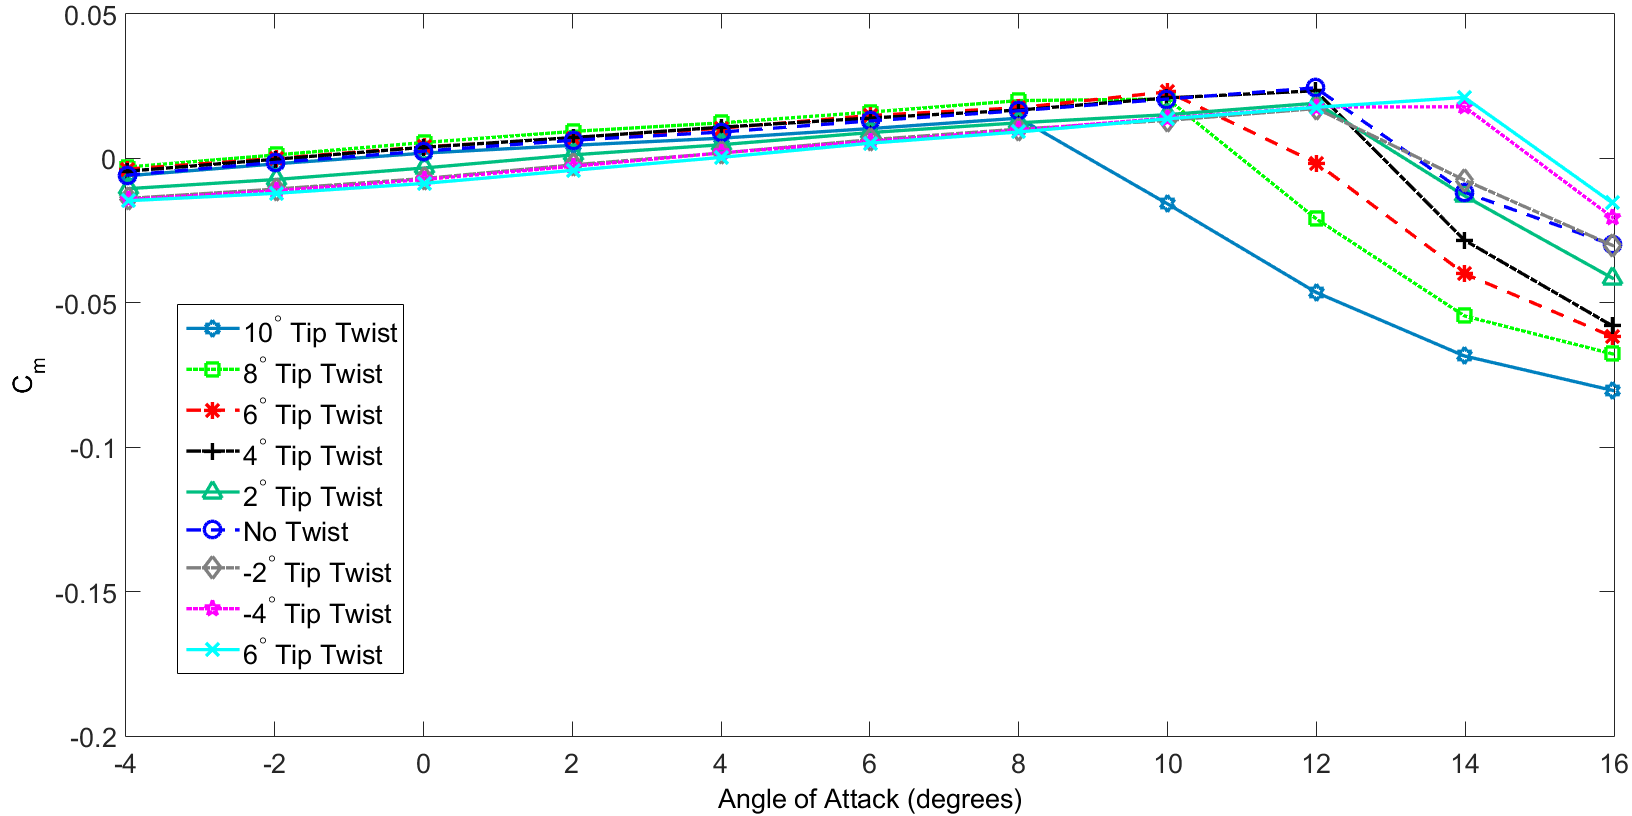 0.05
0
-0.05
-0.1
-0.15
-0.2
C_m
10° Tip Twist
8° Tip Twist
6° Tip Twist
4° Tip Twist
2° Tip Twist
No Twist
-2° Tip Twist
-4° Tip Twist
6° Tip Twist
-4 -2 0 2 4 6 8 10 12 14 16
Angle of Attack (degrees)